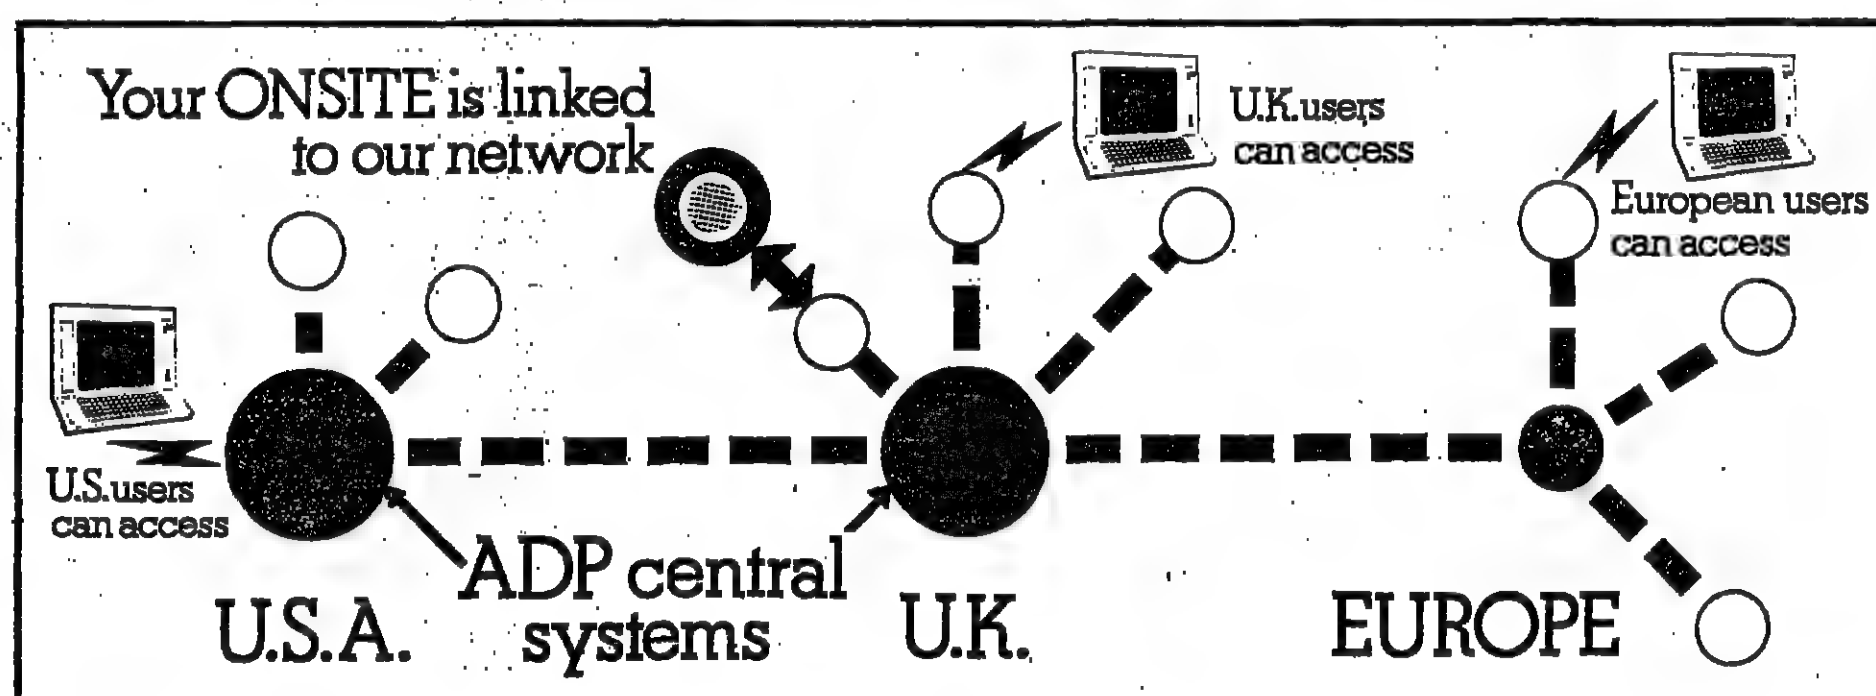 Your ONSITE is linked
to our network
U.K. users
can access
European users
can access
U.S. users
can access
ADP central
systems
U.S.A.
U.K.
EUROPE